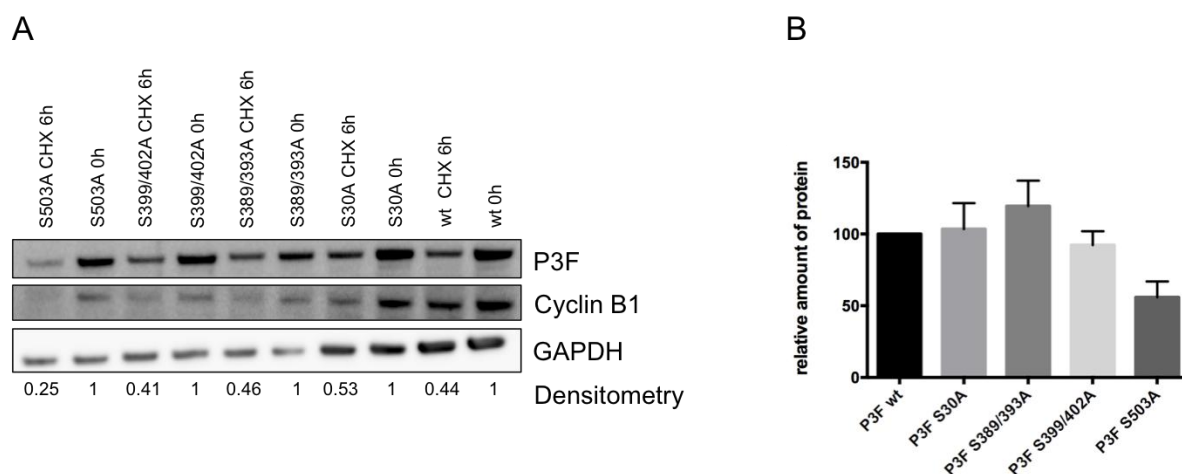 A
B
S503A CHX 6h
S503A 0h
S399/402A CHX 6h
S399/402A 0h
S389/393A CHX 6h
S389/393A 0h
S30A CHX 6h
S30A 0h
wt CHX 6h
wt 0h
P3F
Cyclin B1
GAPDH
0.25 1 0.41 1 0.46 1 0.53 1 0.44 1 Densitometry
relative amount of protein
150
100
50
0
P3F wt
P3F S30A
P3F S389/393A
P3F S399/402A
P3F S503A